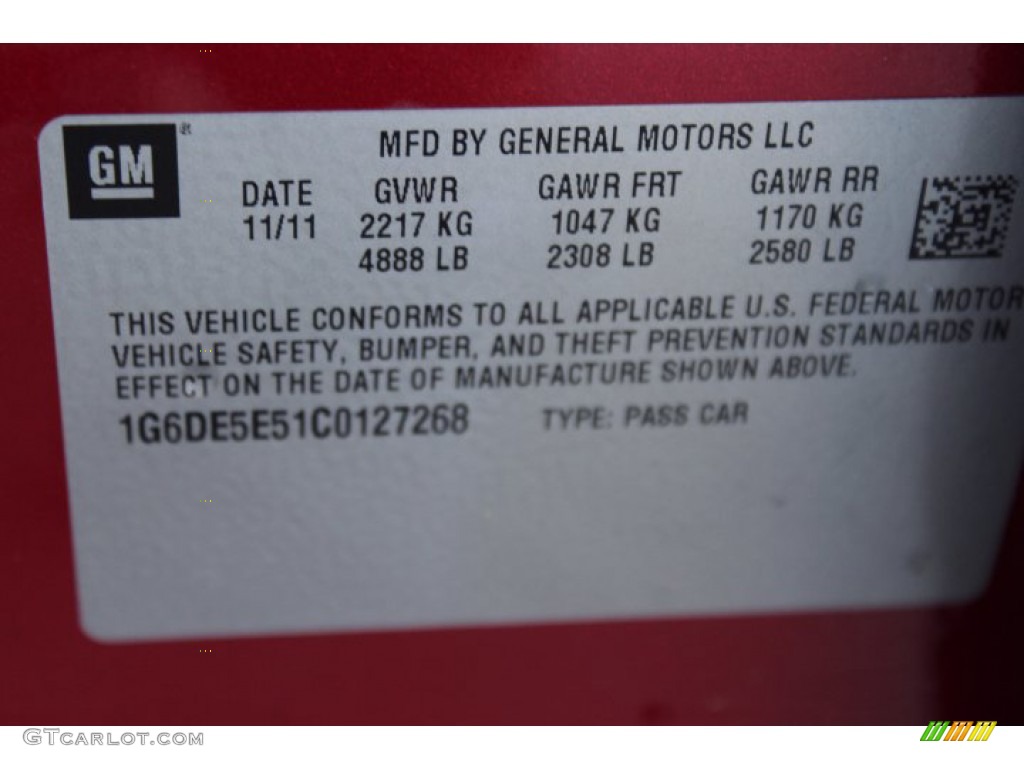 GM
MFD BY GENERAL MOTORS LLC
DATE GVWR GAWR FRT GAWR RR
11/11 2217 KG 1047 KG 1170 KG
4888 LB 2308 LB 2580 LB
THIS VEHICLE CONFORMS TO ALL APPLICABLE U.S. FEDERAL MOTOR
VEHICLE SAFETY, BUMPER, AND THEFT PREVENTION STANDARDS IN
EFFECT ON THE DATE OF MANUFACTURE SHOWN ABOVE.
1G6DE5E51C0127268 TYPE: PASS CAR
GTCARLOT.COM